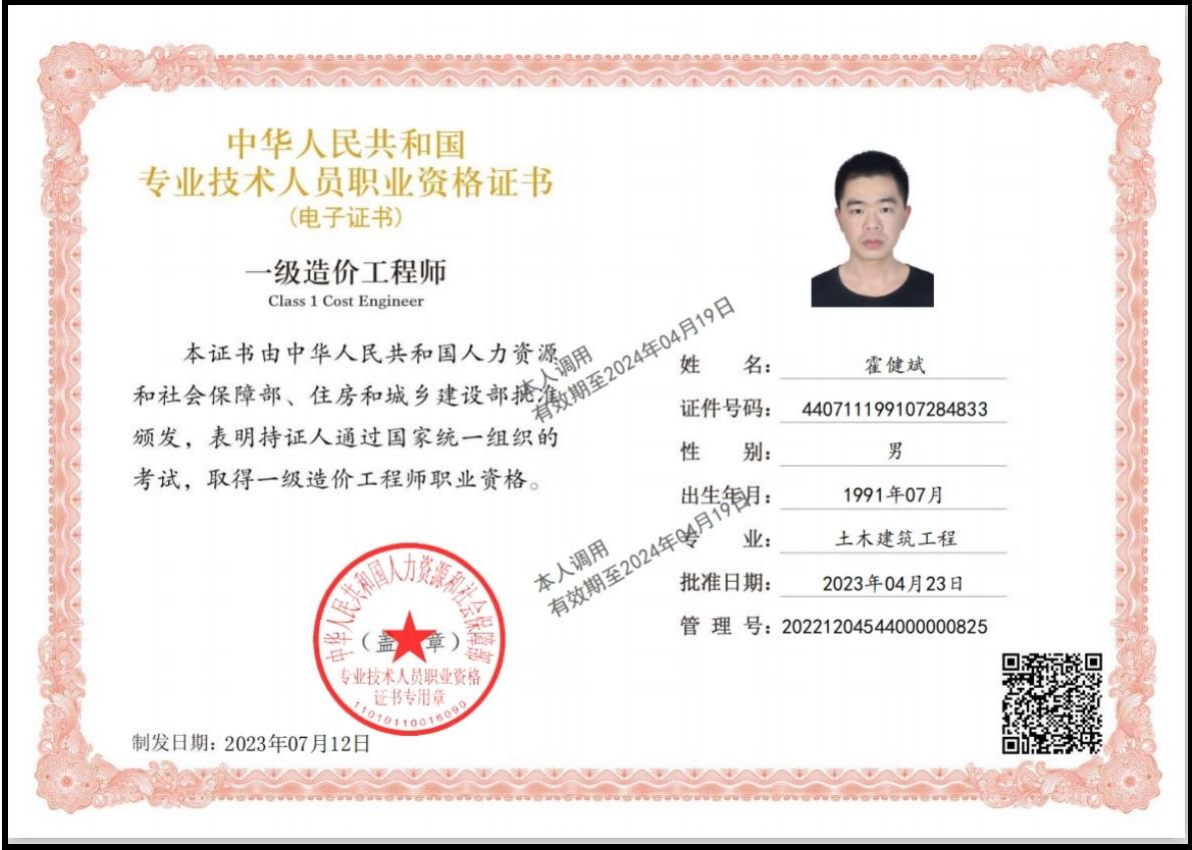 中华人民共和国
专业技术人员职业资格证书
(电子证书)
一级造价工程师
Class 1 Cost Engineer
本证书由中华人民共和国人力资源
和社会保障部、住房和城乡建设部批准
颁发，表明持证人通过国家统一组织的
考试，取得一级造价工程师职业资格。
本人调用
有效期至2024年04月19日
姓 名： 霍健斌
证件号码： 440711199107284833
性 别： 男
出生年月： 1991年07月
专 业： 土木建筑工程
批准日期： 2023年04月23日
管 理 号： 20221204544000000825
本人调用
有效期至2024年04月19日
中华人民共和国人力资源和社会保障部
（盖 章）
专业技术人员职业资格
证书专用章
11010110016090
制发日期：2023年07月12日